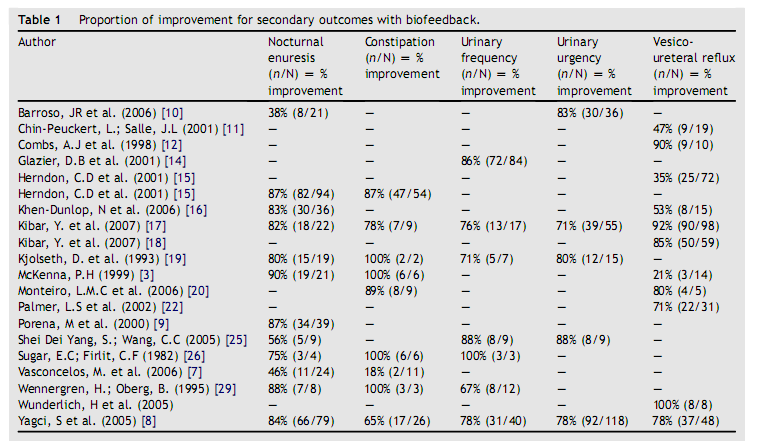 Table 1 Proportion of improvement for secondary outcomes with biofeedback.
Author Nocturnal Constipation Urinary Urinary Vesico-
enuresis (n/N) = % frequency urgency ureteral reflux
(n/N) = % improvement (n/N) = % (n/N) = % (n/N) = %
improvement improvement improvement improvement
Barroso, JR et al. (2006) [10] 38% (8/21) – – 83% (30/36) –
Chin-Peuckert, L.; Salle, J.L (2001) [11] – – – – 47% (9/19)
Combs, A.J et al. (1998) [12] – – – – 90% (9/10)
Glazier, D.B et al. (2001) [14] – – 86% (72/84) – –
Herndon, C.D et al. (2001) [15] – – – – 35% (25/72)
Herndon, C.D et al. (2001) [15] 87% (82/94) 87% (47/54) – – –
Khen-Dunlop, N et al. (2006) [16] 83% (30/36) – – – 53% (8/15)
Kibar, Y. et al. (2007) [17] 82% (18/22) 78% (7/9) 76% (13/17) 71% (39/55) 92% (90/98)
Kibar, Y. et al. (2007) [18] – – – – 85% (50/59)
Kjolseth, D. et al. (1993) [19] 80% (15/19) 100% (2/2) 71% (5/7) 80% (12/15) –
McKenna, P.H (1999) [3] 90% (19/21) 100% (6/6) – – 21% (3/14)
Monteiro, L.M.C et al. (2006) [20] – 89% (8/9) – – 80% (4/5)
Palmer, L.S et al. (2002) [22] – – – – 71% (22/31)
Porena, M et al. (2000) [9] 87% (34/39) – – – –
Shei Dei Yang, S.; Wang, C.C (2005) [25] 56% (5/9) – 88% (8/9) 88% (8/9) –
Sugar, E.C; Firlit, C.F (1982) [26] 75% (3/4) 100% (6/6) 100% (3/3) – –
Vasconcelos, M. et al. (2006) [7] 46% (11/24) 18% (2/11) – – –
Wennergren, H.; Oberg, B. (1995) [29] 88% (7/8) 100% (3/3) 67% (8/12) – –
Wunderlich, H et al. (2005) – – – – 100% (8/8)
Yagci, S et al. (2005) [8] 84% (66/79) 65% (17/26) 78% (31/40) 78% (92/118) 78% (37/48)